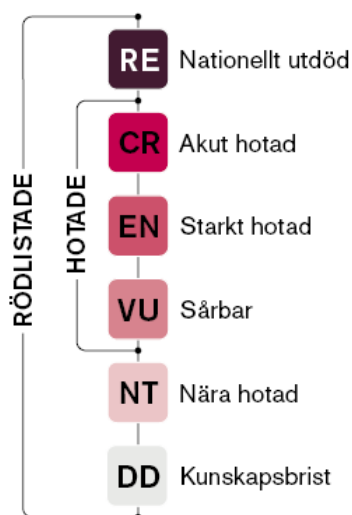 RE Nationellt utdöd
CR Akut hotad
EN Starkt hotad
VU Sårbar
NT Nära hotad
DD Kunskapsbrist
HOTADE
RÖDLISTADE